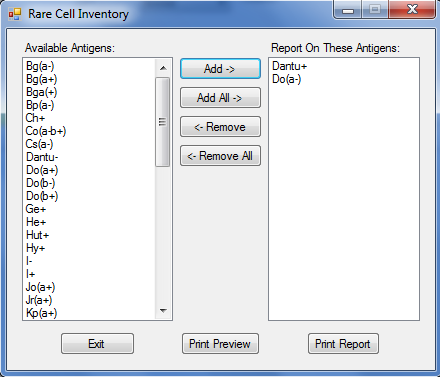 Rare Cell Inventory
Available Antigens:
Bg(a-)
Bg(a+)
Bga(+)
Bp(a-)
Ch+
Co(a-b+)
Cs(a-)
Dantu-
Do(a+)
Do(b-)
Do(b+)
Ge+
He+
Hut+
Hy+
I-
I+
Jo(a+)
Jr(a+)
Kp(a+)
Add ->
Add All ->
<- Remove
<- Remove All
Report On These Antigens:
Dantu+
Do(a-)
Exit
Print Preview
Print Report